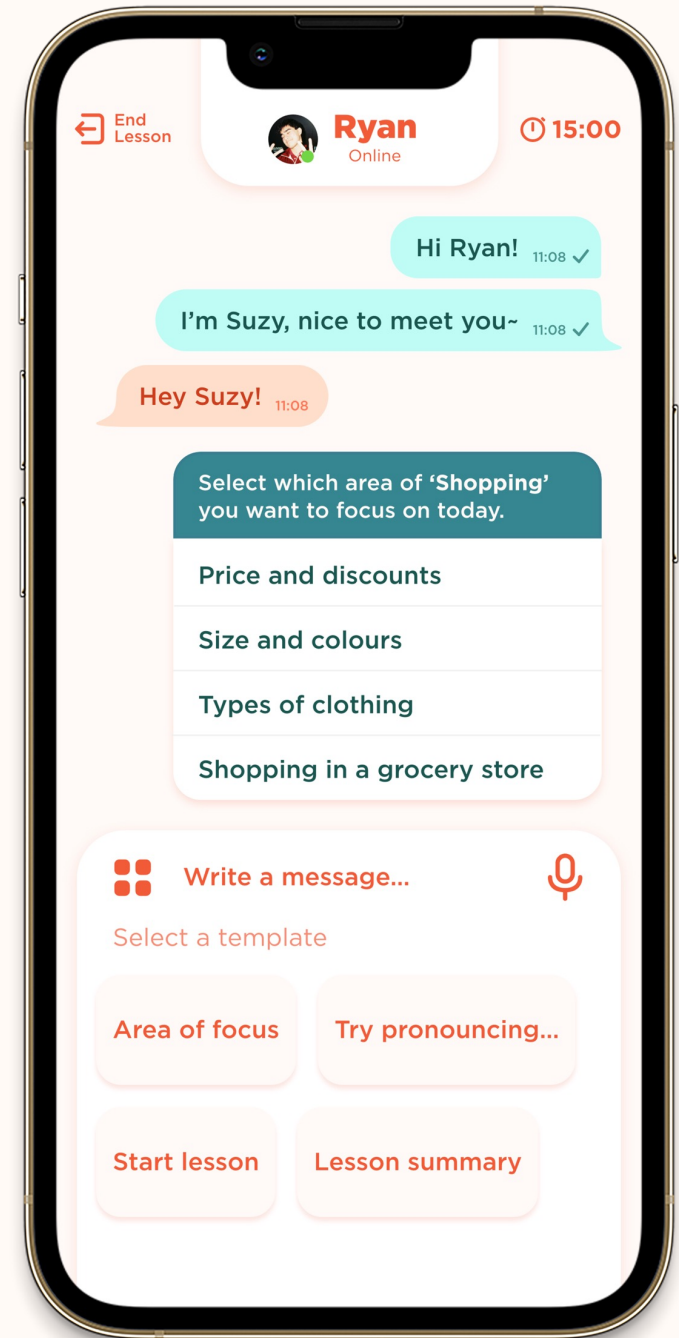 End
Lesson
Ryan
Online
15:00
Hi Ryan! 11:08
I'm Suzy, nice to meet you~ 11:08
Hey Suzy! 11:08
Select which area of ‘Shopping’
you want to focus on today.
Price and discounts
Size and colours
Types of clothing
Shopping in a grocery store
Write a message...
Select a template
Area of focus
Try pronouncing...
Start lesson
Lesson summary